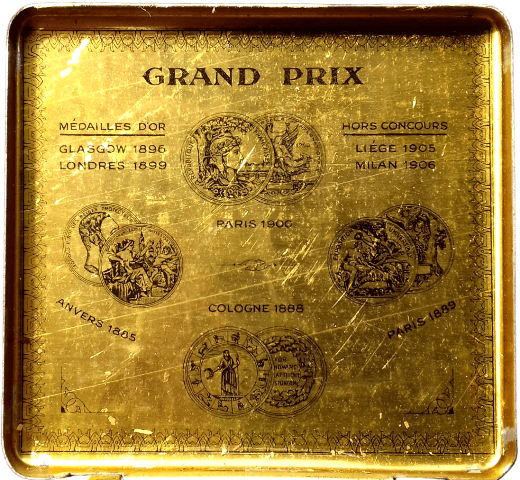 GRAND PRIX
MÉDAILLES D'OR
GLASGOW 1896
LONDRES 1899
HORS CONCOURS
LIÉGE 1905
MILAN 1906
PARIS 1900
ANVERS 1885
COLOGNE 1888
PARIS 1889